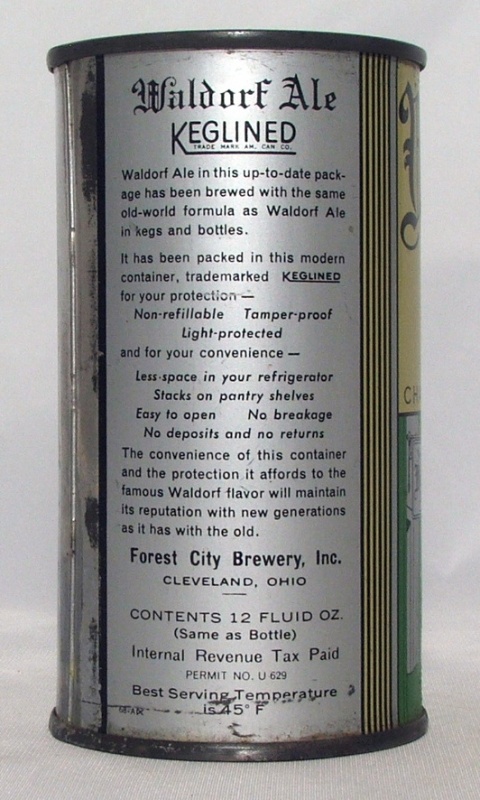 Waldorf Ale
KEGLINED
TRADE MARK AM. CAN CO.
Waldorf Ale in this up-to-date pack-
age has been brewed with the same
old-world formula as Waldorf Ale
in kegs and bottles.
It has been packed in this modern
container, trademarked KEGLINED
for your protection —
Non-refillable Tamper-proof
Light-protected
and for your convenience —
Less space in your refrigerator
Stacks on pantry shelves
Easy to open No breakage
No deposits and no returns
The convenience of this container
and the protection it affords to the
famous Waldorf flavor will maintain
its reputation with new generations
as it has with the old.
Forest City Brewery, Inc.
CLEVELAND, OHIO
CONTENTS 12 FLUID OZ.
(Same as Bottle)
Internal Revenue Tax Paid
PERMIT NO. U 629
Best Serving Temperature
is 45° F
CH